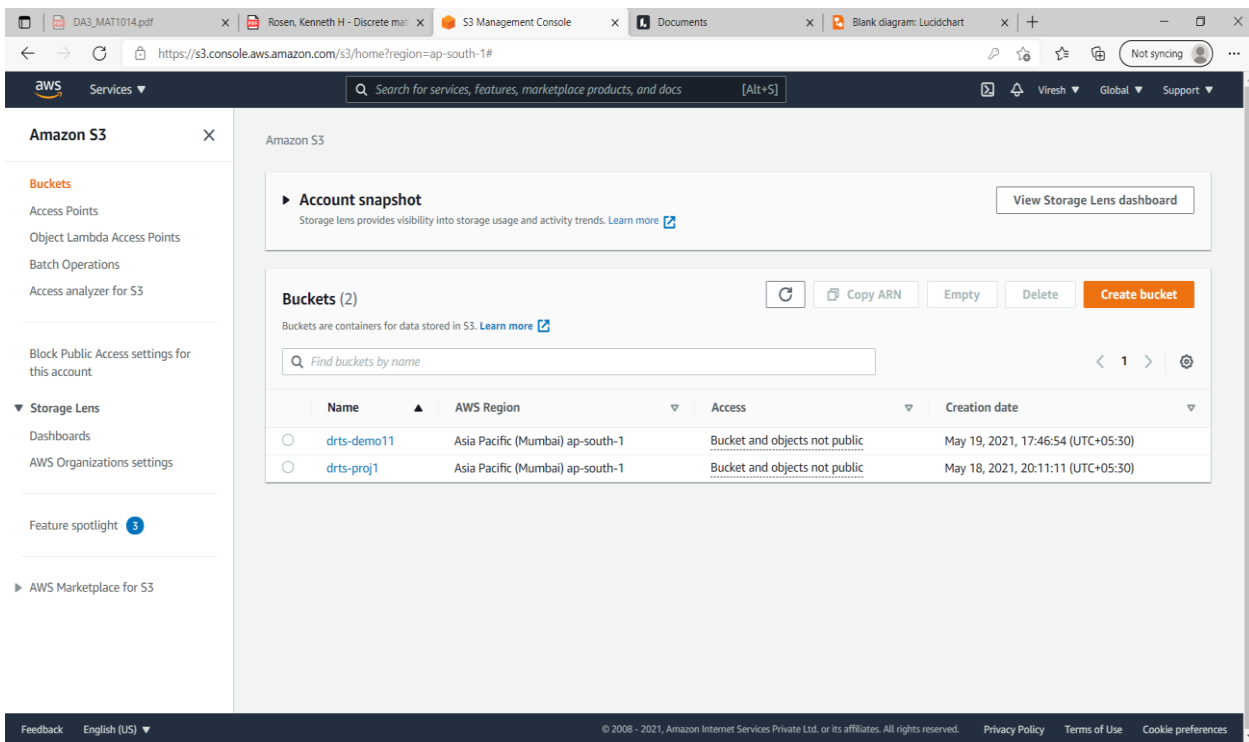 DA3_MAT1014.pdf
Rosen, Kenneth H - Discrete mat
S3 Management Console
Documents
Blank diagram: Lucidchart
https://s3.console.aws.amazon.com/s3/home?region=ap-south-1#
Not syncing
aws
Services ▼
Search for services, features, marketplace products, and docs
[Alt+S]
Viresh ▼
Global ▼
Support ▼
Amazon S3
Buckets
Access Points
Object Lambda Access Points
Batch Operations
Access analyzer for S3
Block Public Access settings for
this account
Storage Lens
Dashboards
AWS Organizations settings
Feature spotlight 3
AWS Marketplace for S3
Amazon S3
Account snapshot
Storage lens provides visibility into storage usage and activity trends. Learn more
View Storage Lens dashboard
Buckets (2)
Copy ARN
Empty
Delete
Create bucket
Buckets are containers for data stored in S3. Learn more
Find buckets by name
1
Name AWS Region Access Creation date
drts-demo11 Asia Pacific (Mumbai) ap-south-1 Bucket and objects not public May 19, 2021, 17:46:54 (UTC+05:30)
drts-proj1 Asia Pacific (Mumbai) ap-south-1 Bucket and objects not public May 18, 2021, 20:11:11 (UTC+05:30)
Feedback English (US) ▼ © 2008 - 2021, Amazon Internet Services Private Ltd. or its affiliates. All rights reserved. Privacy Policy Terms of Use Cookie preferences